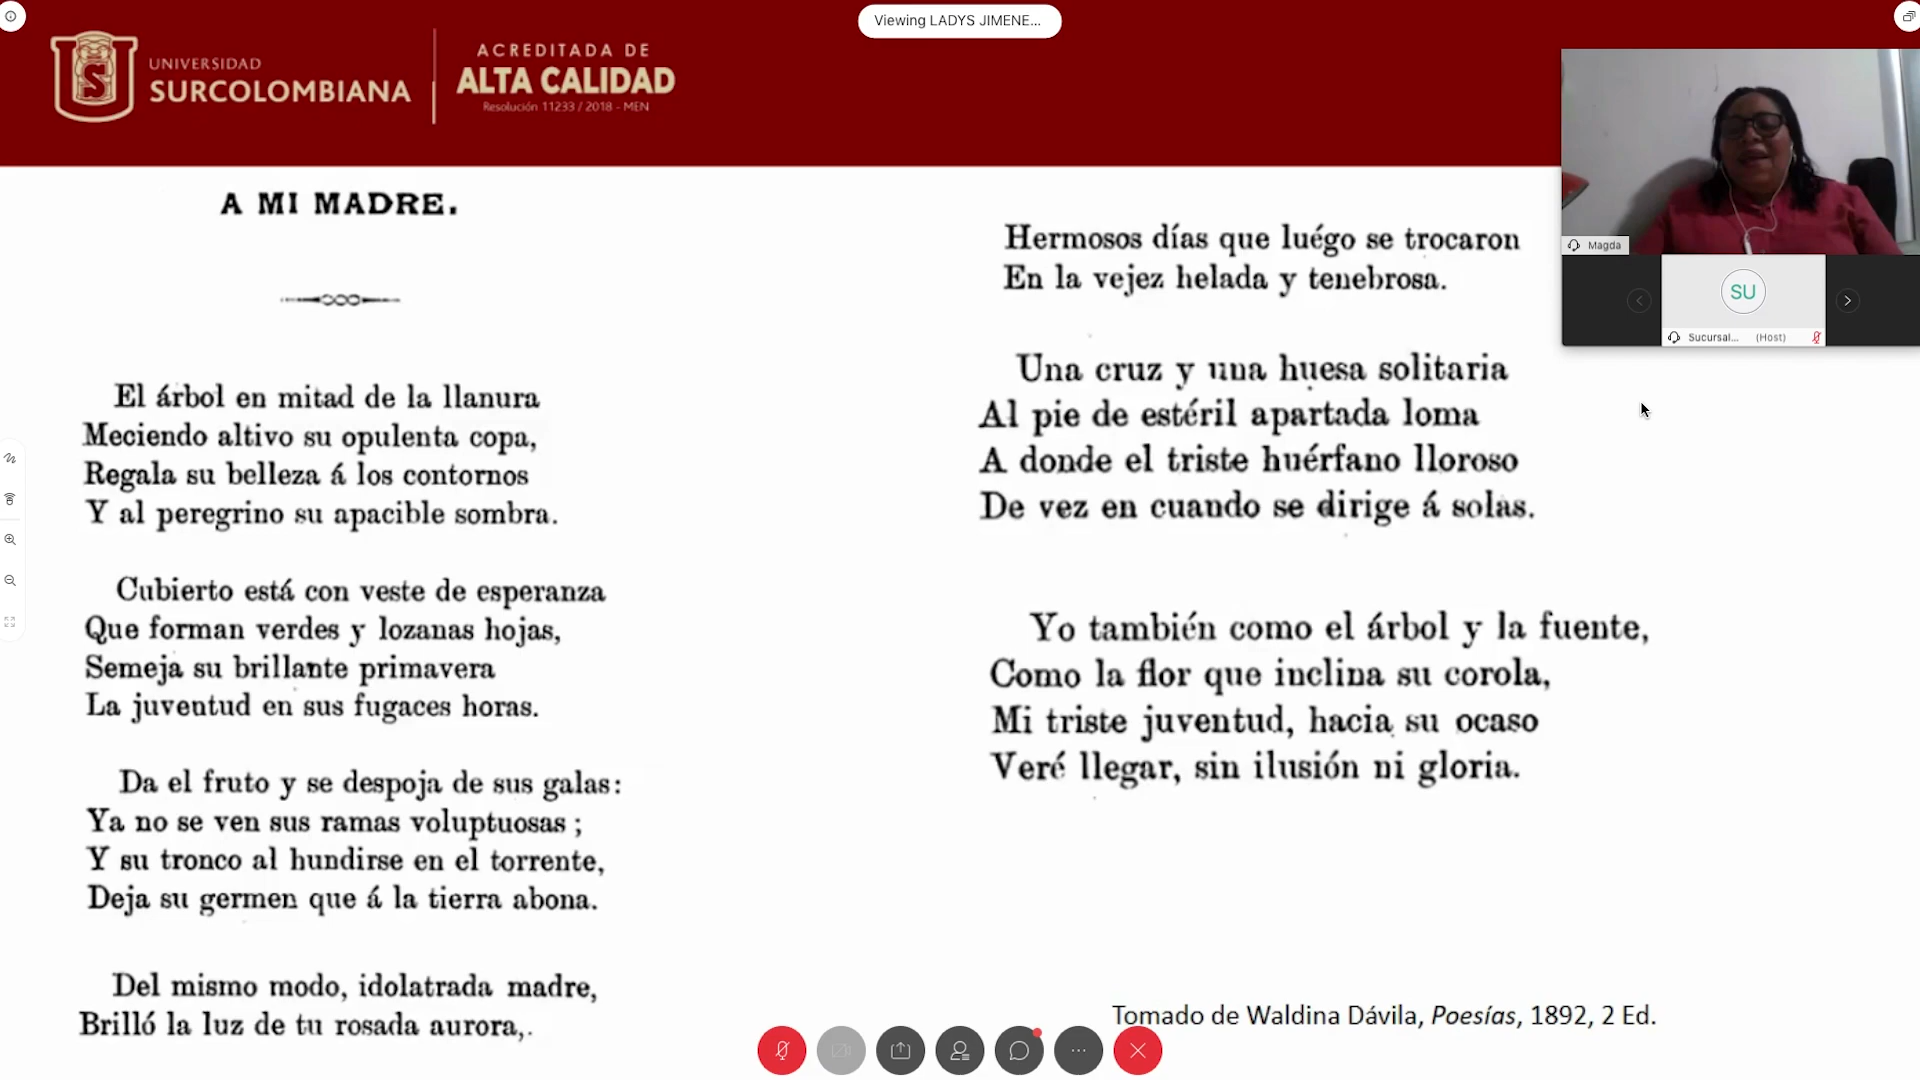 Viewing LADYS JIMENE...
UNIVERSIDAD
SURCOLOMBIANA
ACREDITADA DE
ALTA CALIDAD
Resolución 11233 / 2018 - MEN
A MI MADRE.
El árbol en mitad de la llanura
Meciendo altivo su opulenta copa,
Regala su belleza á los contornos
Y al peregrino su apacible sombra.
Cubierto está con veste de esperanza
Que forman verdes y lozanas hojas,
Semeja su brillante primavera
La juventud en sus fugaces horas.
Da el fruto y se despoja de sus galas:
Ya no se ven sus ramas voluptuosas ;
Y su tronco al hundirse en el torrente,
Deja su germen que á la tierra abona.
Del mismo modo, idolatrada madre,
Brilló la luz de tu rosada aurora,.
Hermosos días que luégo se trocaron
En la vejez helada y tenebrosa.
Una cruz y una huesa solitaria
Al pie de estéril apartada loma
A donde el triste huérfano lloroso
De vez en cuando se dirige á solas.
Yo también como el árbol y la fuente,
Como la flor que inclina su corola,
Mi triste juventud, hacia su ocaso
Veré llegar, sin ilusión ni gloria.
Tomado de Waldina Dávila, Poesías, 1892, 2 Ed.
Magda
SU
Sucursal... (Host)